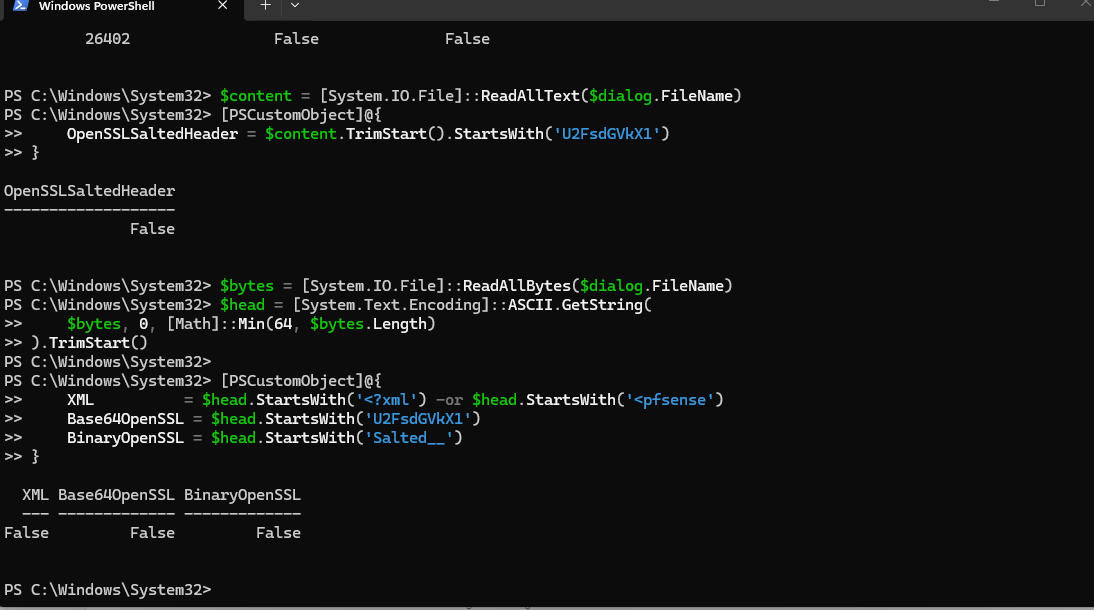 Windows PowerShell
26402 False False
PS C:\Windows\System32> $content = [System.IO.File]::ReadAllText($dialog.FileName)
PS C:\Windows\System32> [PSCustomObject]@{
>>     OpenSSLSaltedHeader = $content.TrimStart().StartsWith('U2FsdGVkX1')
>> }
OpenSSLSaltedHeader
-------------------
False
PS C:\Windows\System32> $bytes = [System.IO.File]::ReadAllBytes($dialog.FileName)
PS C:\Windows\System32> $head = [System.Text.Encoding]::ASCII.GetString(
>>     $bytes, 0, [Math]::Min(64, $bytes.Length)
>> ).TrimStart()
PS C:\Windows\System32>
PS C:\Windows\System32> [PSCustomObject]@{
>>     XML          = $head.StartsWith('<?xml') -or $head.StartsWith('<pfsense')
>>     Base64OpenSSL = $head.StartsWith('U2FsdGVkX1')
>>     BinaryOpenSSL = $head.StartsWith('Salted__')
>> }
XML Base64OpenSSL BinaryOpenSSL
--- ------------- -------------
False False False
PS C:\Windows\System32>